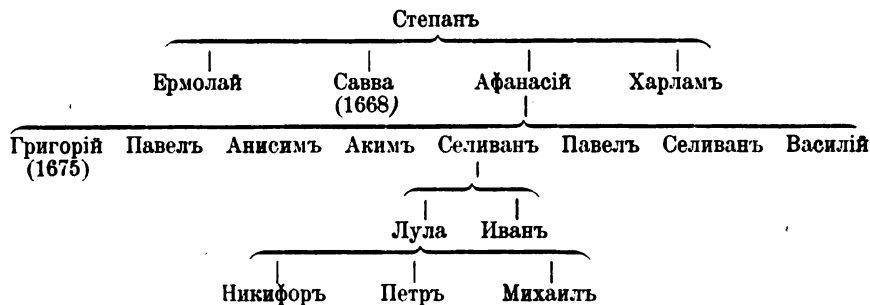 Степанъ
Ермолай Савва Афанасій Харламъ
(1668)
Григорій Павелъ Анисимъ Акимъ Селиванъ Павелъ Селиванъ Василій
(1675)
Лула Иванъ
Никифоръ Петръ Михаилъ